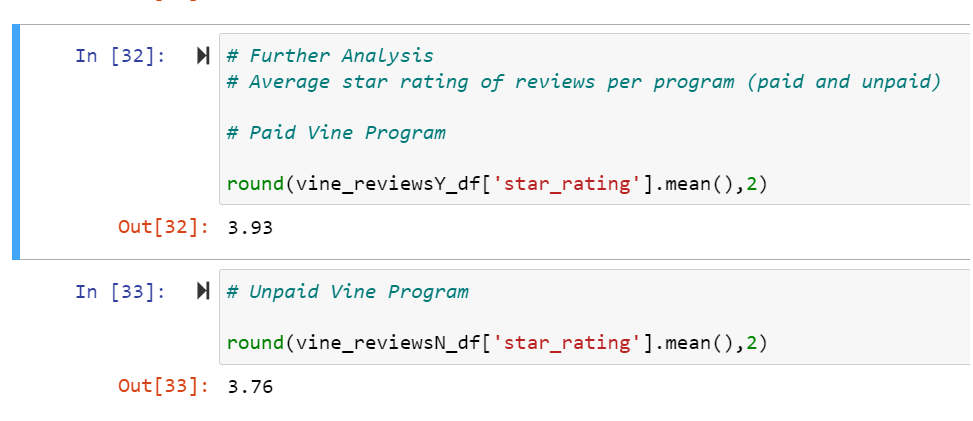 In [32]:
# Further Analysis
# Average star rating of reviews per program (paid and unpaid)
# Paid Vine Program
round(vine_reviewsY_df['star_rating'].mean(),2)
Out[32]: 3.93
In [33]:
# Unpaid Vine Program
round(vine_reviewsN_df['star_rating'].mean(),2)
Out[33]: 3.76